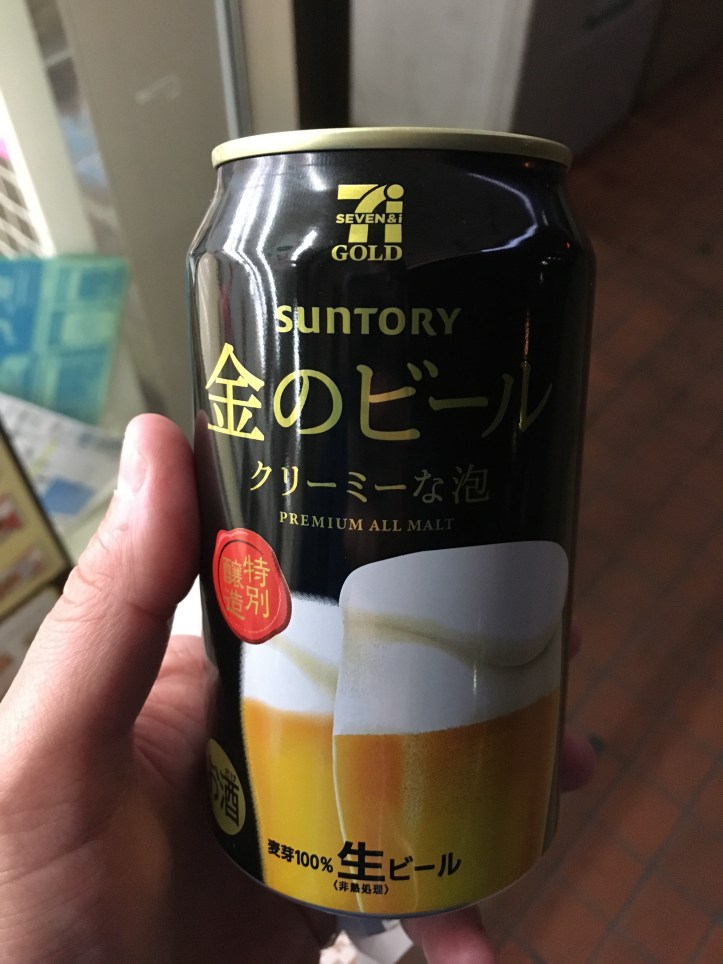 SEVEN&i
GOLD
SUNTORY
金のビール
クリーミーな泡
PREMIUM ALL MALT
特別
醸造
お酒
麦芽100% 生ビール
〈非熱処理〉